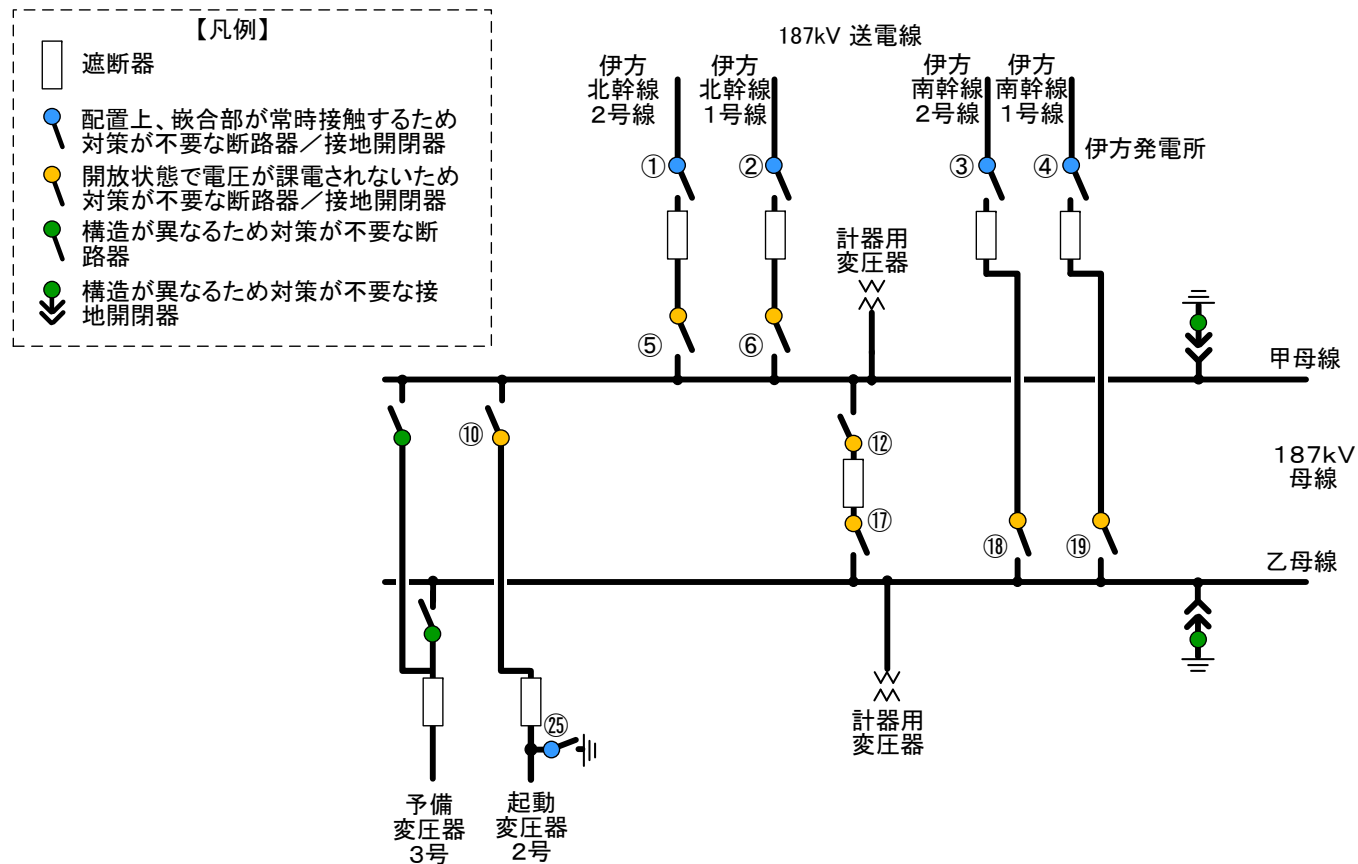 【凡例】
遮断器
配置上、嵌合部が常時接触するため
対策が不要な断路器／接地開閉器
開放状態で電圧が課電されないため
対策が不要な断路器／接地開閉器
構造が異なるため対策が不要な断
路器
構造が異なるため対策が不要な接
地開閉器
187kV 送電線
伊方
北幹線
2号線
伊方
北幹線
1号線
伊方
南幹線
2号線
伊方
南幹線
1号線
伊方発電所
①
②
③
④
計器用
変圧器
⑤
⑥
甲母線
⑩
⑫
187kV
母線
⑰
⑱
⑲
乙母線
計器用
変圧器
㉕
予備
変圧器
3号
起動
変圧器
2号